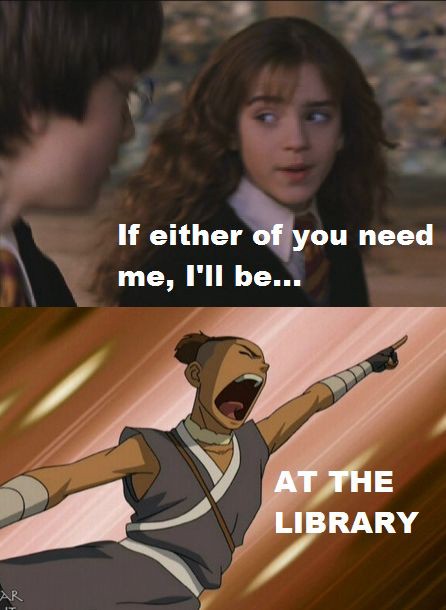 If either of you need
me, I'll be...
AT THE
LIBRARY